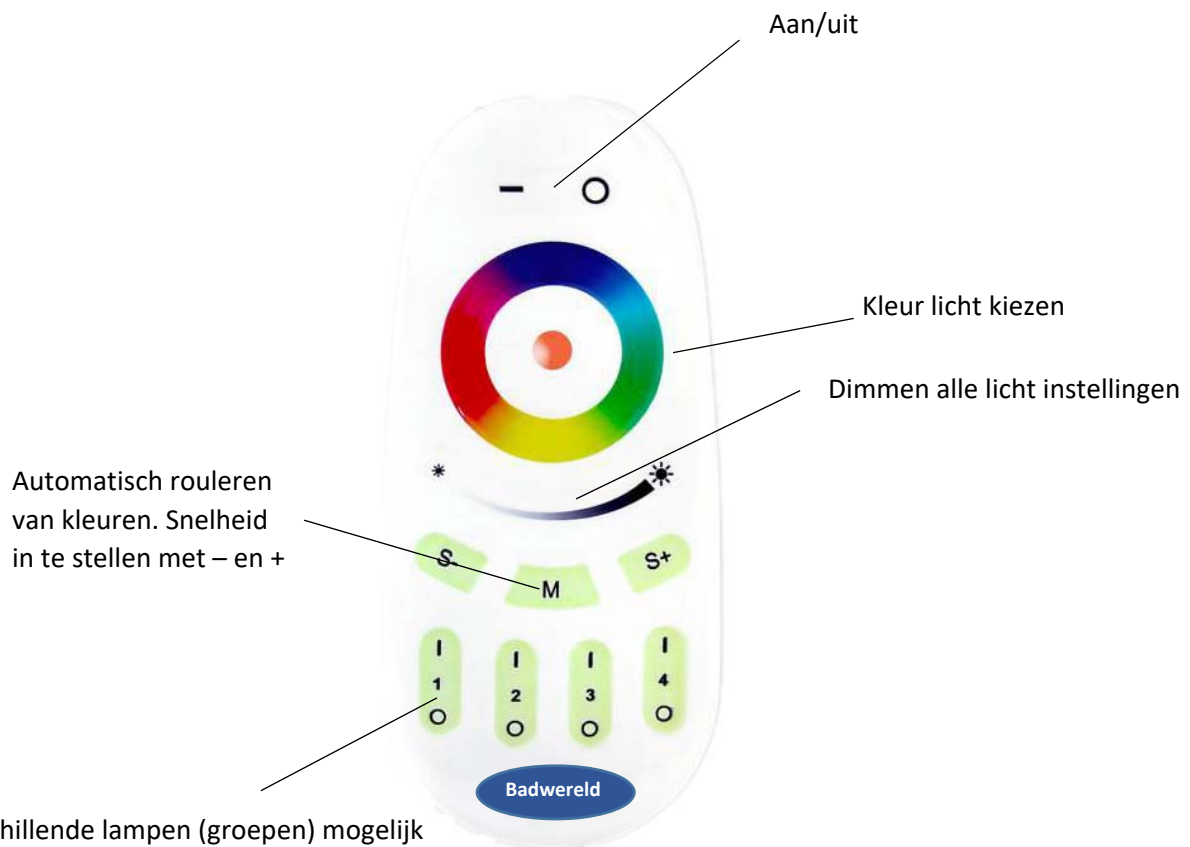 Aan/uit
Kleur licht kiezen
Dimmen alle licht instellingen
Automatisch rouleren
van kleuren. Snelheid
in te stellen met – en +
S-
S+
M
1
2
3
4
Badwereld
hillende lampen (groepen) mogelijk